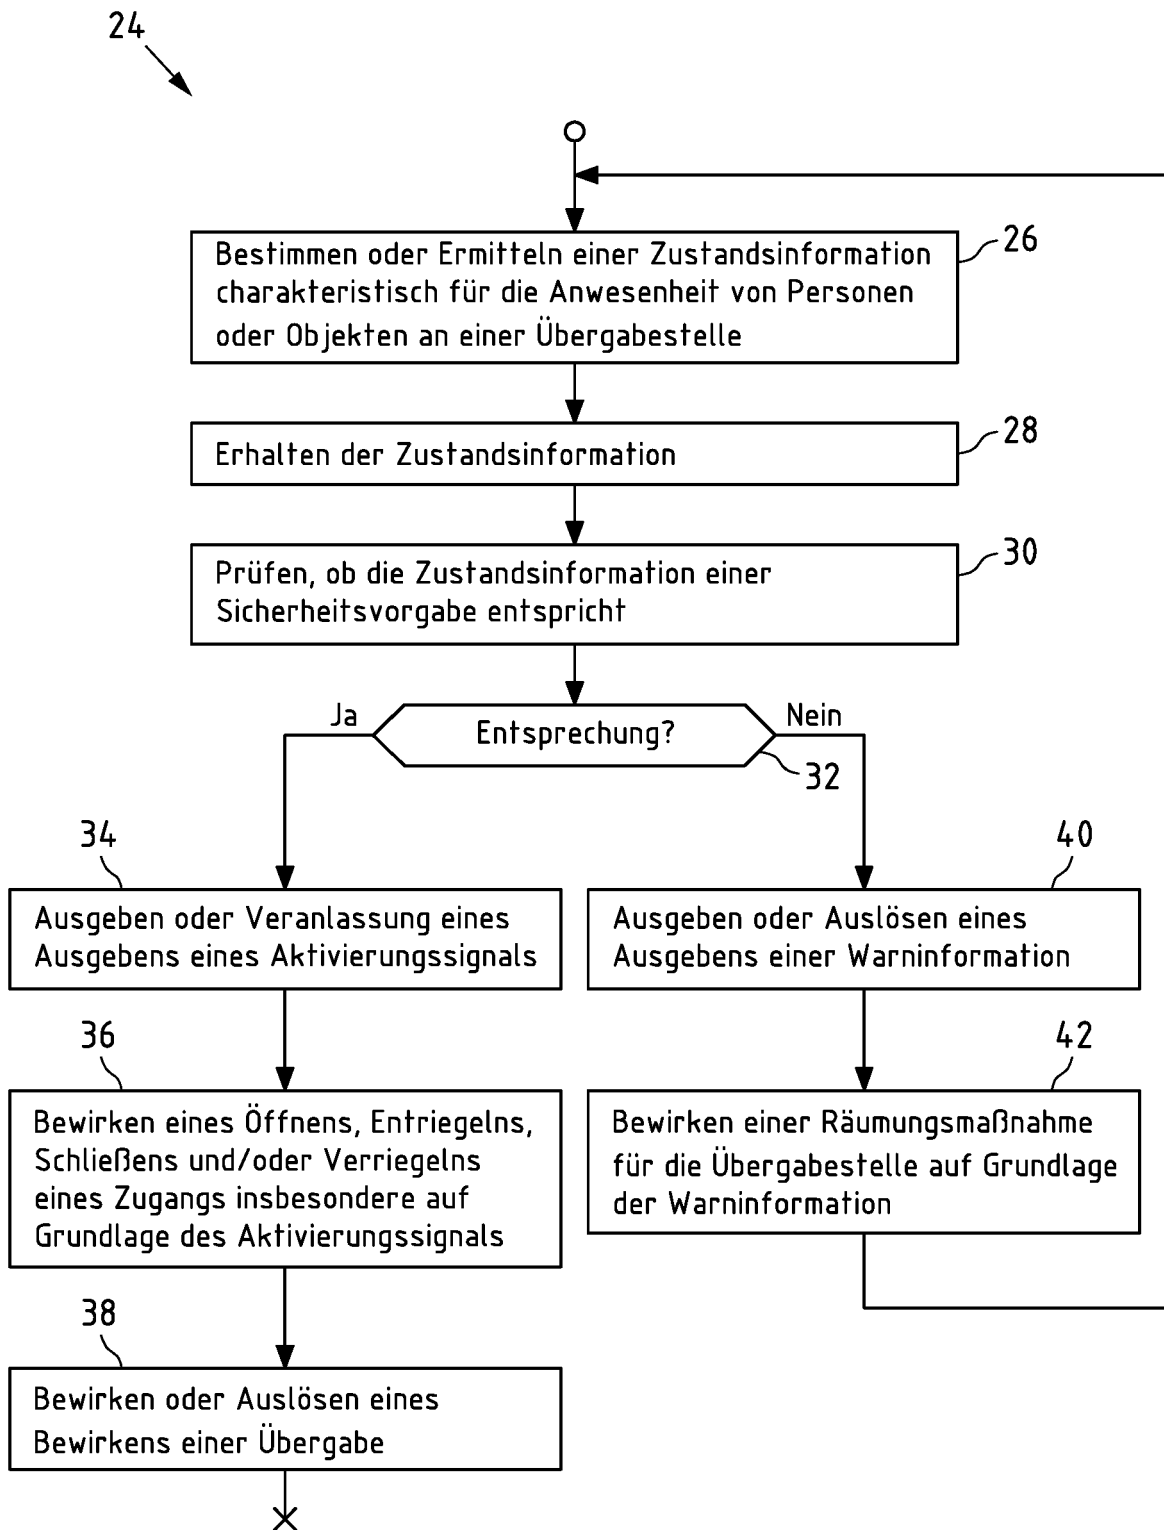 24
Bestimmen oder Ermitteln einer Zustandsinformation
charakteristisch für die Anwesenheit von Personen
oder Objekten an einer Übergabestelle
26
Erhalten der Zustandsinformation
28
Prüfen, ob die Zustandsinformation einer
Sicherheitsvorgabe entspricht
30
Ja
Entsprechung?
Nein
32
34
Ausgeben oder Veranlassung eines
Ausgebens eines Aktivierungssignals
36
Bewirken eines Öffnens, Entriegelns,
Schließens und/oder Verriegelns
eines Zugangs insbesondere auf
Grundlage des Aktivierungssignals
38
Bewirken oder Auslösen eines
Bewirkens einer Übergabe
40
Ausgeben oder Auslösen eines
Ausgebens einer Warninformation
42
Bewirken einer Räumungsmaßnahme
für die Übergabestelle auf Grundlage
der Warninformation